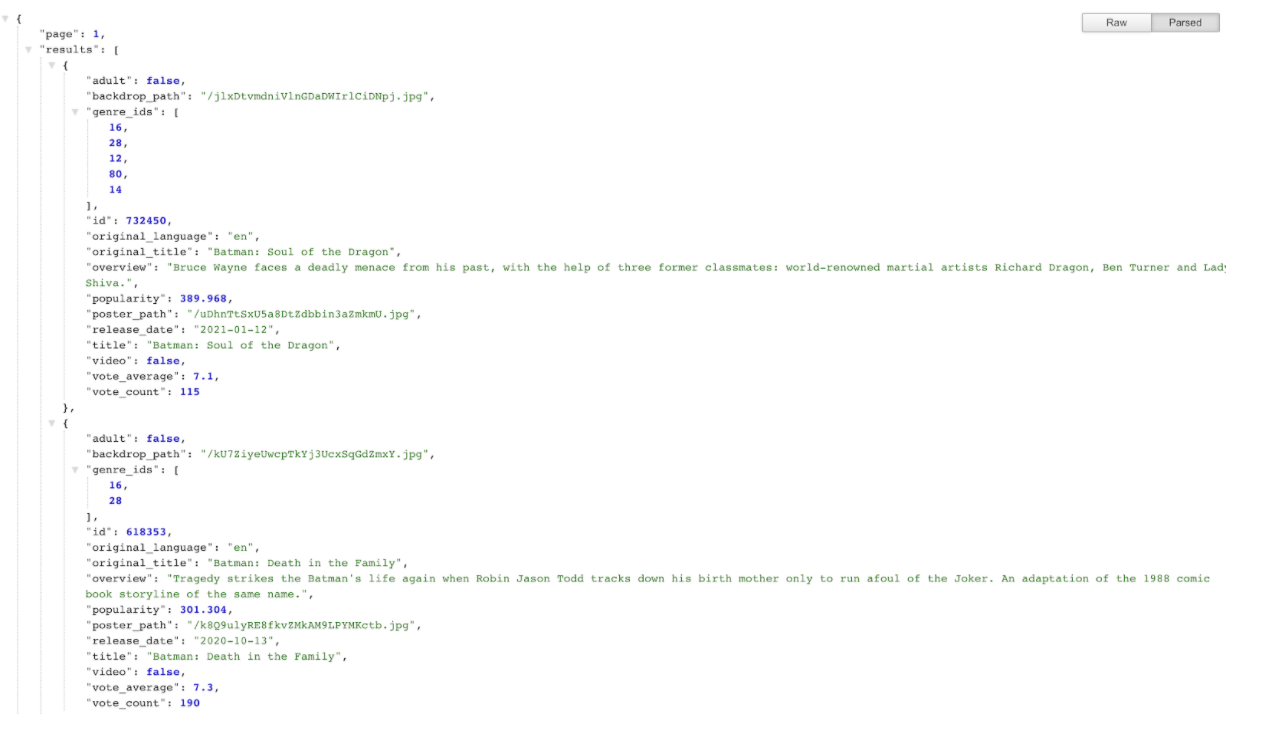 {
Raw Parsed
"page": 1,
"results": [
{
"adult": false,
"backdrop_path": "/jlxDtvmdniVlnGDaDWIrlCiDNpj.jpg",
"genre_ids": [
16,
28,
12,
80,
14
],
"id": 732450,
"original_language": "en",
"original_title": "Batman: Soul of the Dragon",
"overview": "Bruce Wayne faces a deadly menace from his past, with the help of three former classmates: world-renowned martial artists Richard Dragon, Ben Turner and Lady
Shiva.",
"popularity": 389.968,
"poster_path": "/uDhnTtSxU5a8DtZdbbin3aZmkmU.jpg",
"release_date": "2021-01-12",
"title": "Batman: Soul of the Dragon",
"video": false,
"vote_average": 7.1,
"vote_count": 115
},
{
"adult": false,
"backdrop_path": "/kU7ZiyeUwcpTkYj3UcxSqGdZmxY.jpg",
"genre_ids": [
16,
28
],
"id": 618353,
"original_language": "en",
"original_title": "Batman: Death in the Family",
"overview": "Tragedy strikes the Batman's life again when Robin Jason Todd tracks down his birth mother only to run afoul of the Joker. An adaptation of the 1988 comic
book storyline of the same name.",
"popularity": 301.304,
"poster_path": "/k8Q9ulyRE8fkvZMkAM9LPYMKctb.jpg",
"release_date": "2020-10-13",
"title": "Batman: Death in the Family",
"video": false,
"vote_average": 7.3,
"vote_count": 190